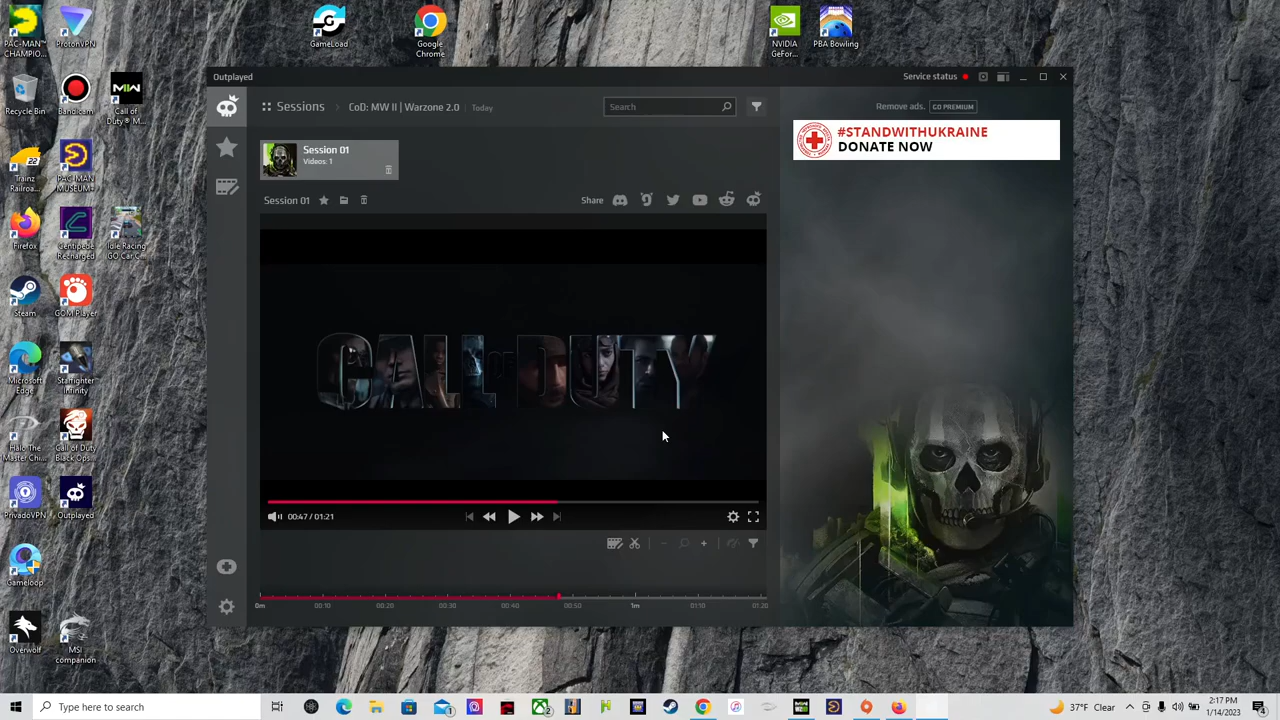 PAC-MAN™
CHAMPIO...
ProtonVPN
GameLoad
Google
Chrome
NVIDIA
GeFor...
PBA Bowling
Recycle Bin
Bandicam
Call of
Duty® M...
Trainz
Railroa...
PAC-MAN
MUSEUM+
Firefox
Centipede
Recharged
Idle Racing
GO Car C...
Steam
GOM Player
Microsoft
Edge
Starfighter
Infinity
Halo The
Master Chi...
Call of Duty
Black Ops...
PrivadoVPN
Outplayed
Gameloop
Overwolf
MSI
companion
Outplayed
Service status
Sessions
CoD: MW II | Warzone 2.0
Today
Search
Remove ads.
GO PREMIUM
#STANDWITHUKRAINE
DONATE NOW
Session 01
Videos: 1
Session 01
Share
CALL OF DUTY
00:47 / 01:21
0m 00:10 00:20 00:30 00:40 00:50 1m 01:10 01:20
Type here to search
37°F Clear
2:17 PM
1/14/2023